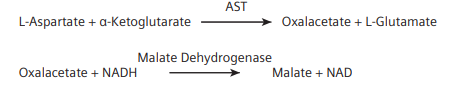 AST
L-Aspartate + α-Ketoglutarate Oxalacetate + L-Glutamate
Malate Dehydrogenase
Oxalacetate + NADH Malate + NAD